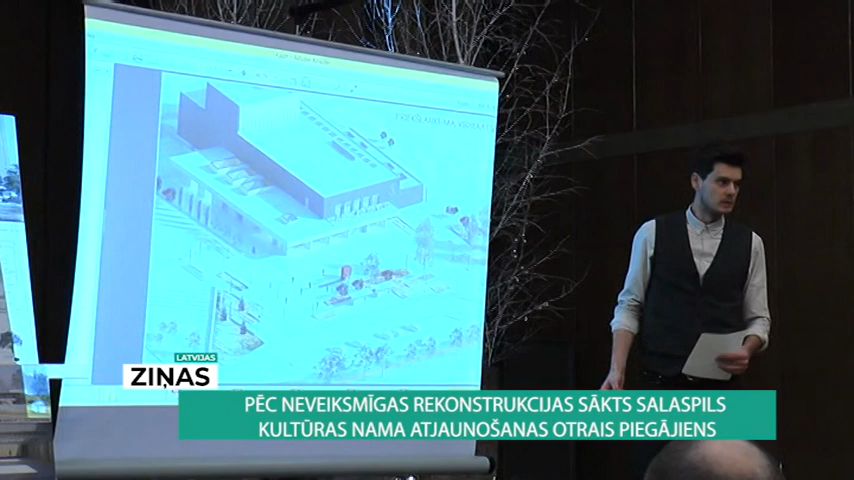 LATVIJAS
ZIŅAS
PĒC NEVEIKSMĪGAS REKONSTRUKCIJAS SĀKTS SALASPILS
KULTŪRAS NAMA ATJAUNOŠANAS OTRAIS PIEGĀJIENS